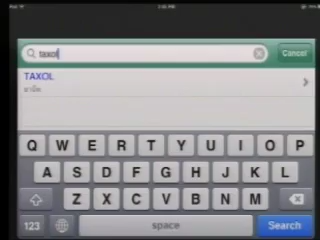 taxol
Cancel
TAXOL
Q W E R T Y U I O P
A S D F G H J K L
Z X C V B N M
123 space Search